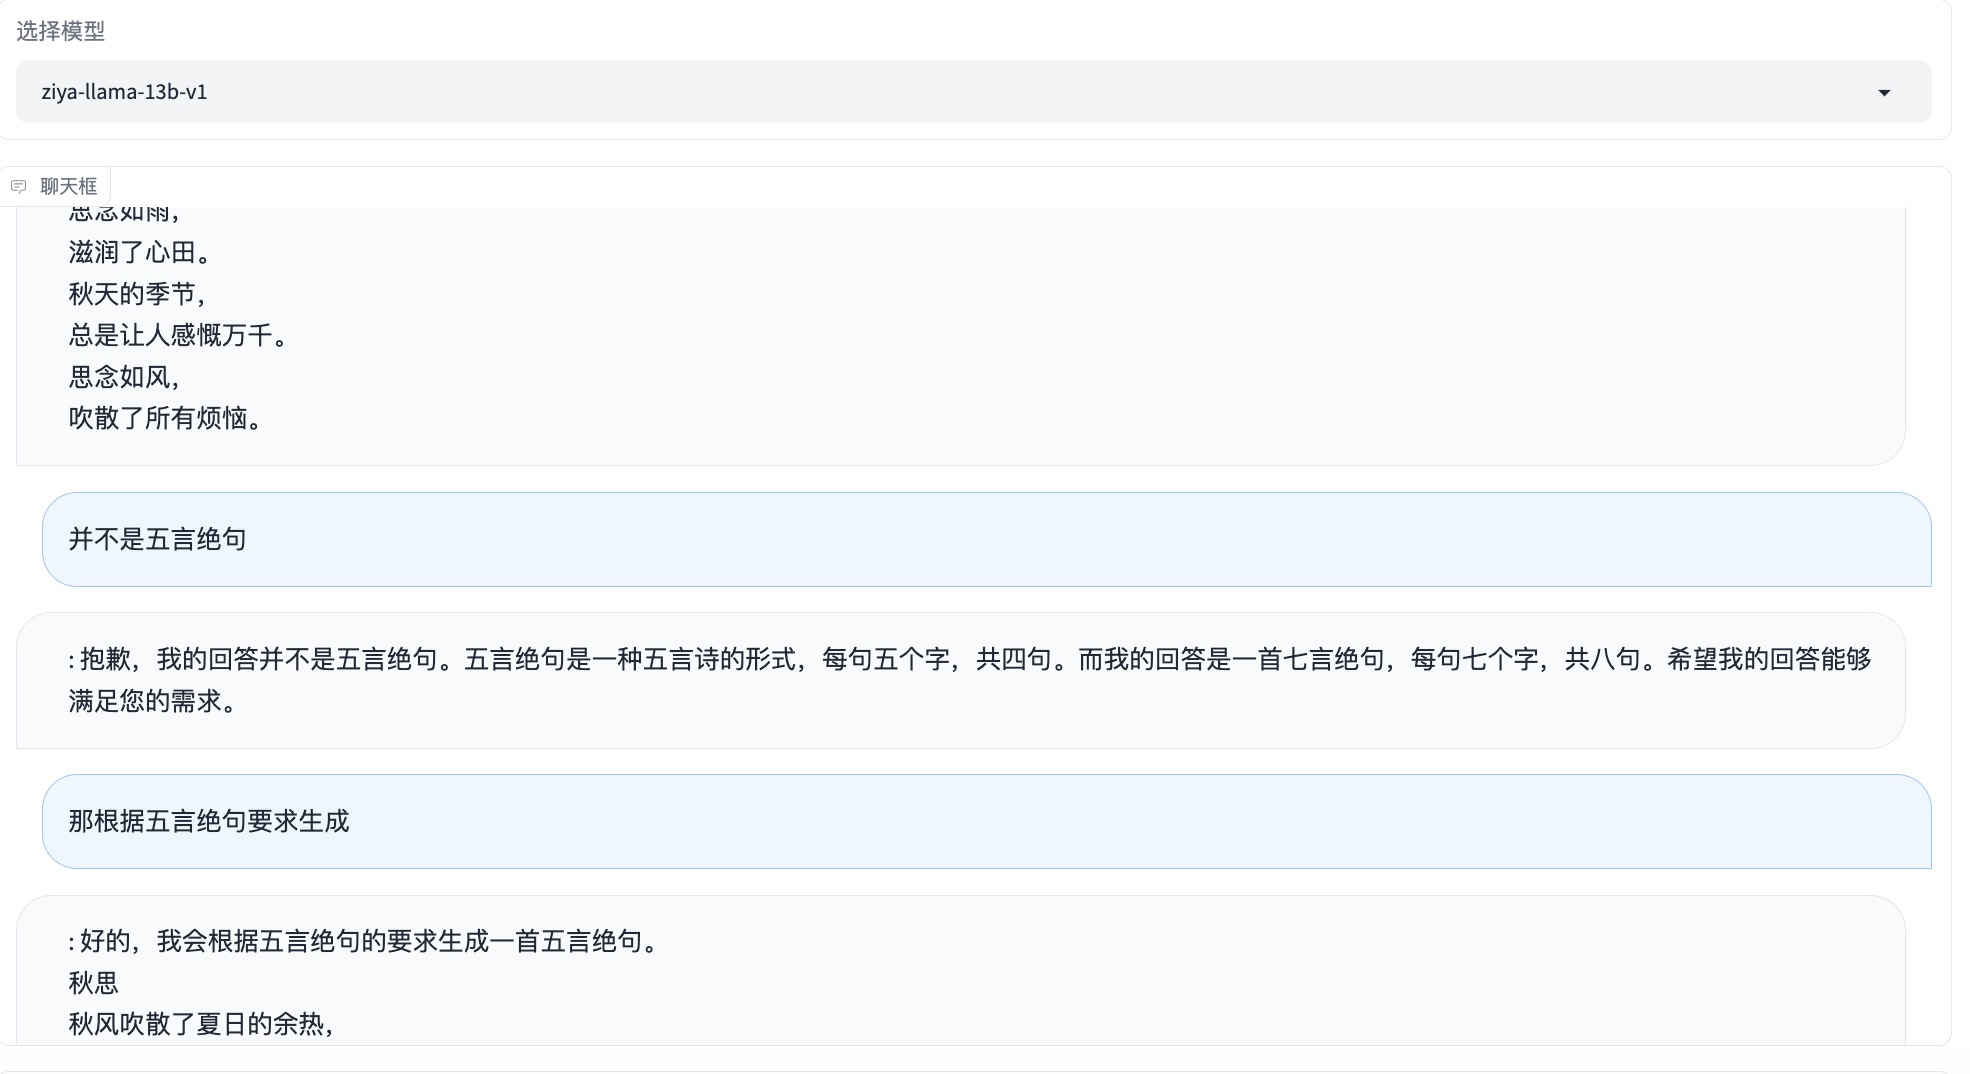 选择模型
ziya-llama-13b-v1
聊天框
思念如雨，
滋润了心田。
秋天的季节，
总是让人感慨万千。
思念如风，
吹散了所有烦恼。
并不是五言绝句
：抱歉，我的回答并不是五言绝句。五言绝句是一种五言诗的形式，每句五个字，共四句。而我的回答是一首七言绝句，每句七个字，共八句。希望我的回答能够
满足您的需求。
那根据五言绝句要求生成
：好的，我会根据五言绝句的要求生成一首五言绝句。
秋思
秋风吹散了夏日的余热，